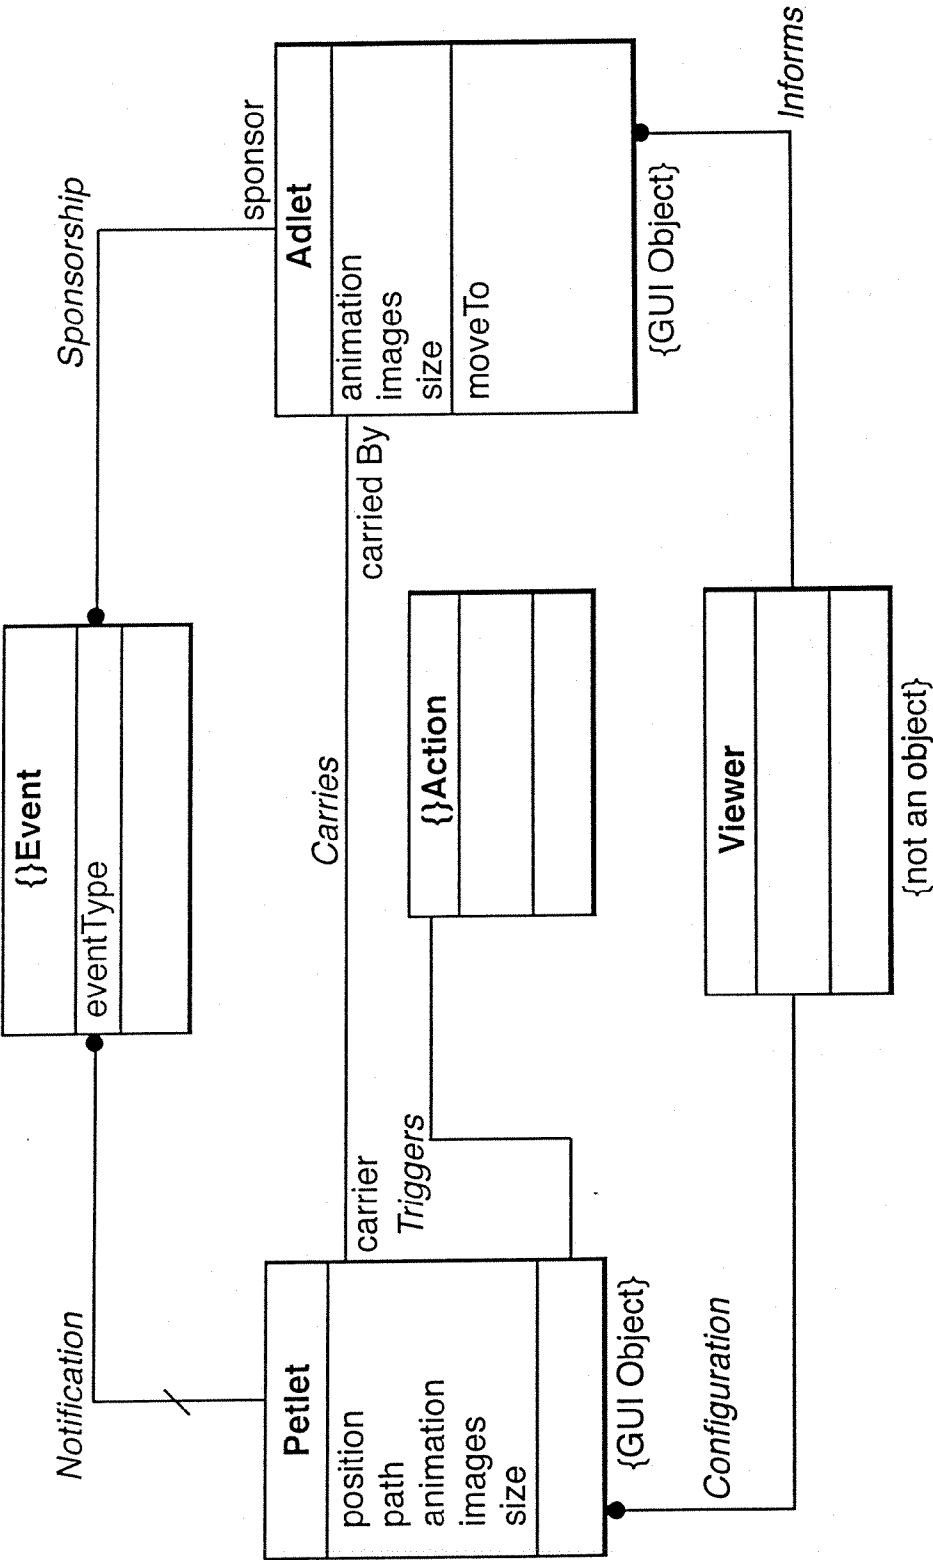 Notification
Sponsorship
{}Event
eventType
sponsor
Petlet
position
path
animation
images
size
{GUI Object}
Carries
carrier
carried By
Adlet
animation
images
size
moveTo
{GUI Object}
Triggers
{}Action
Configuration
Viewer
{not an object}
Informs